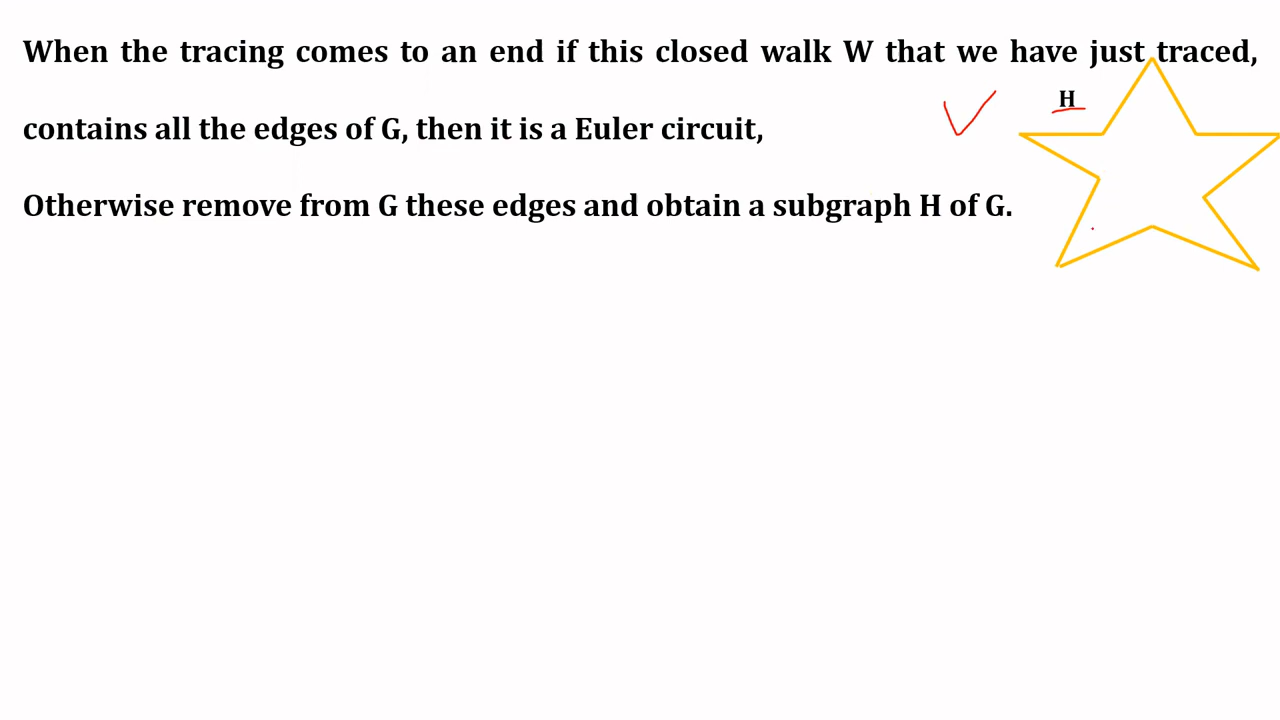 When the tracing comes to an end if this closed walk W that we have just traced,
H
contains all the edges of G, then it is a Euler circuit,
Otherwise remove from G these edges and obtain a subgraph H of G.